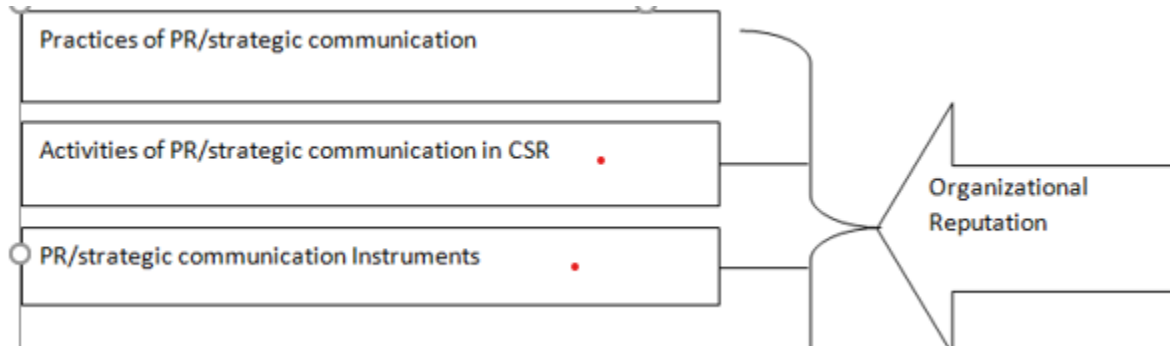 Practices of PR/strategic communication
Activities of PR/strategic communication in CSR
PR/strategic communication Instruments
Organizational
Reputation